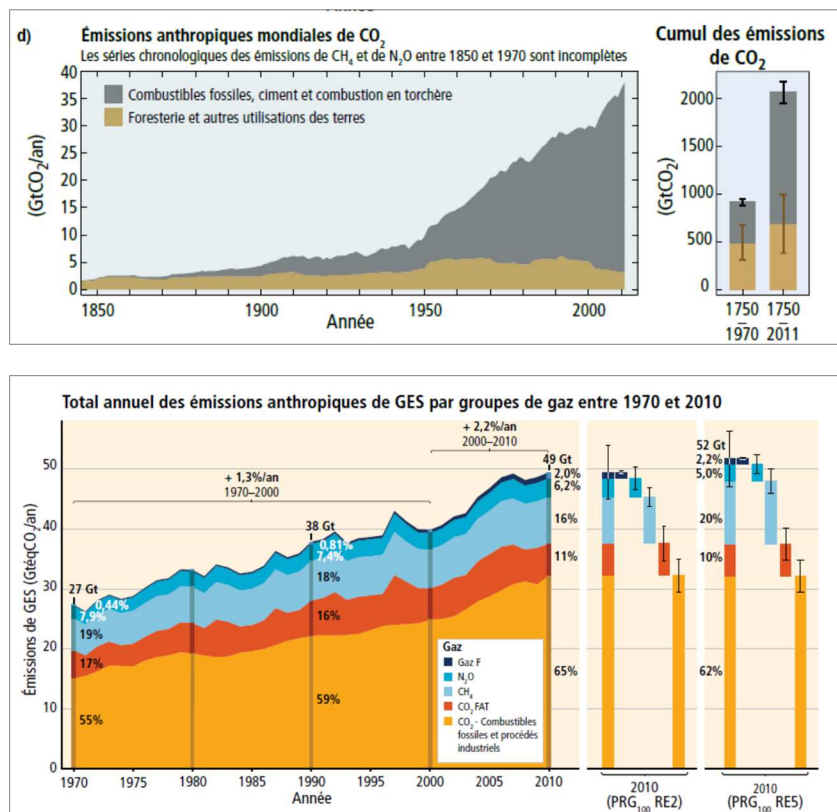 d)
Émissions anthropiques mondiales de CO₂
Les séries chronologiques des émissions de CH₄ et de N₂O entre 1850 et 1970 sont incomplètes
40
35
30
25
20
15
10
5
0
(GtCO₂/an)
Combustibles fossiles, ciment et combustion en torchère
Foresterie et autres utilisations des terres
1850
1900
1950
2000
Année
Cumul des émissions
de CO₂
2000
1500
1000
500
0
(GtCO₂)
1750
–
1970
1750
–
2011
Total annuel des émissions anthropiques de GES par groupes de gaz entre 1970 et 2010
Émissions de GES (GtéqCO₂/an)
50
40
30
20
10
0
+ 1,3%/an
1970–2000
+ 2,2%/an
2000–2010
27 Gt
0,44%
7,9%
19%
17%
55%
38 Gt
0,81%
7,4%
18%
16%
59%
49 Gt
2,0%
6,2%
16%
11%
65%
Gaz
Gaz F
N₂O
CH₄
CO₂ FAT
CO₂ - Combustibles
fossiles et procédés
industriels
1970
1975
1980
1985
1990
1995
2000
2005
2010
Année
2010
(PRG₁₀₀ RE2)
52 Gt
2,2%
5,0%
20%
10%
62%
2010
(PRG₁₀₀ RE5)